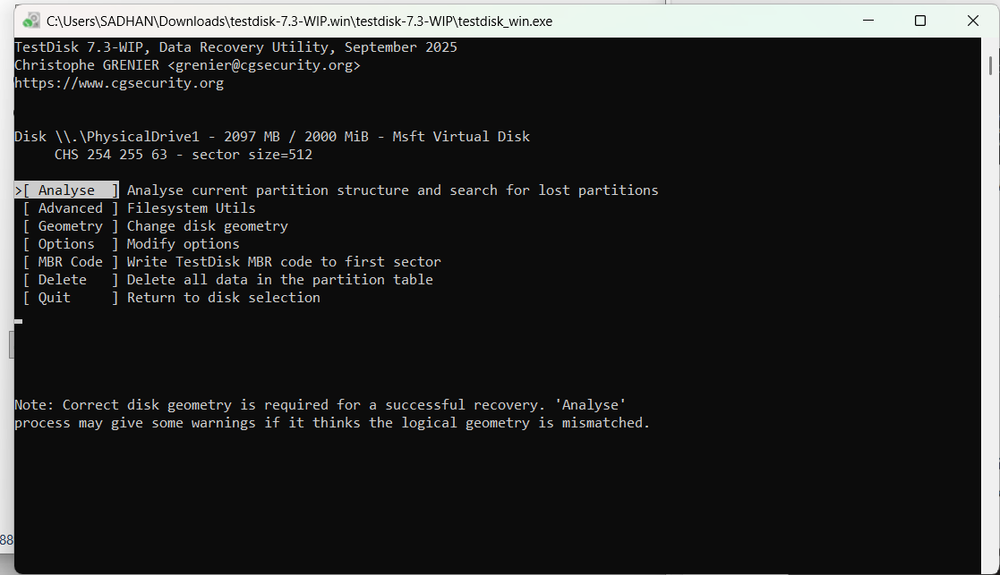 C:\Users\SADHAN\Downloads\testdisk-7.3-WIP.win\testdisk-7.3-WIP\testdisk_win.exe
TestDisk 7.3-WIP, Data Recovery Utility, September 2025
Christophe GRENIER <grenier@cgsecurity.org>
https://www.cgsecurity.org
Disk \\.\PhysicalDrive1 - 2097 MB / 2000 MiB - Msft Virtual Disk
     CHS 254 255 63 - sector size=512
>[ Analyse  ] Analyse current partition structure and search for lost partitions
 [ Advanced ] Filesystem Utils
 [ Geometry ] Change disk geometry
 [ Options  ] Modify options
 [ MBR Code ] Write TestDisk MBR code to first sector
 [ Delete   ] Delete all data in the partition table
 [ Quit     ] Return to disk selection
Note: Correct disk geometry is required for a successful recovery. 'Analyse'
process may give some warnings if it thinks the logical geometry is mismatched.
88